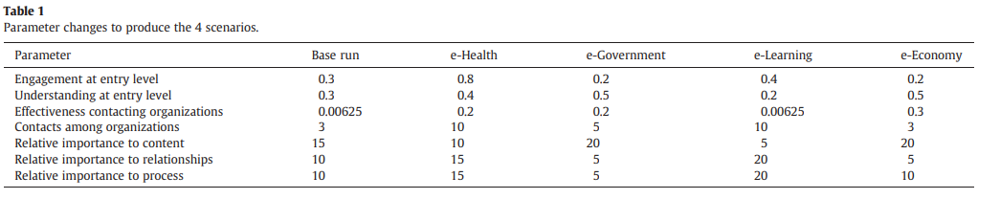 Table 1
Parameter changes to produce the 4 scenarios.
Parameter Base run e-Health e-Government e-Learning e-Economy
Engagement at entry level 0.3 0.8 0.2 0.4 0.2
Understanding at entry level 0.3 0.4 0.5 0.2 0.5
Effectiveness contacting organizations 0.00625 0.2 0.2 0.00625 0.3
Contacts among organizations 3 10 5 10 3
Relative importance to content 15 10 20 5 20
Relative importance to relationships 10 15 5 20 5
Relative importance to process 10 15 5 20 10